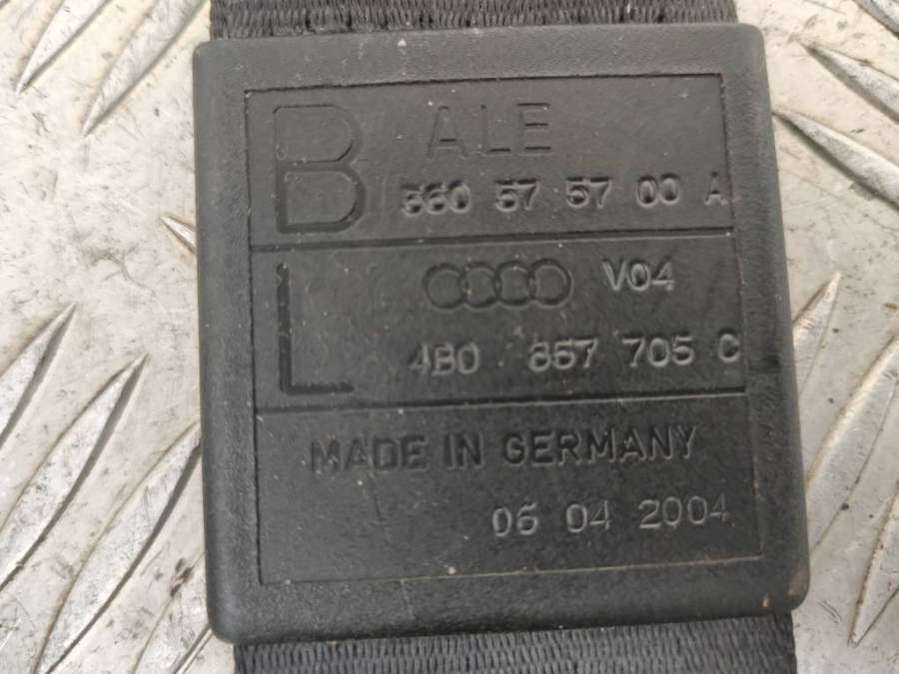 B ALE
560 57 57 00 A
V04
L 4B0 857 705 C
MADE IN GERMANY
06 04 2004